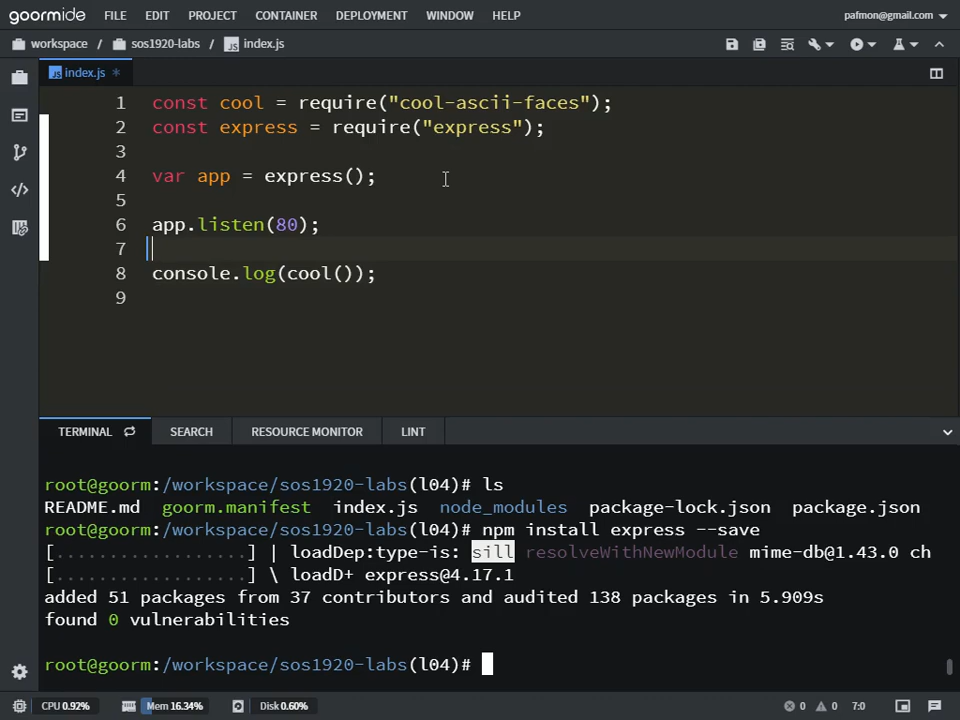 goormide FILE EDIT PROJECT CONTAINER DEPLOYMENT WINDOW HELP pafmon@gmail.com
workspace / sos1920-labs / JS index.js
JS index.js *
1 const cool = require("cool-ascii-faces");
2 const express = require("express");
3
4 var app = express();
5
6 app.listen(80);
7
8 console.log(cool());
9
TERMINAL SEARCH RESOURCE MONITOR LINT
root@goorm:/workspace/sos1920-labs(l04)# ls
README.md goorm.manifest index.js node_modules package-lock.json package.json
root@goorm:/workspace/sos1920-labs(l04)# npm install express --save
[..................] | loadDep:type-is: sill resolveWithNewModule mime-db@1.43.0 ch
[..................] \ loadD+ express@4.17.1
added 51 packages from 37 contributors and audited 138 packages in 5.909s
found 0 vulnerabilities
root@goorm:/workspace/sos1920-labs(l04)#
CPU 0.92% Mem 16.34% Disk 0.60% 0 0 7:0